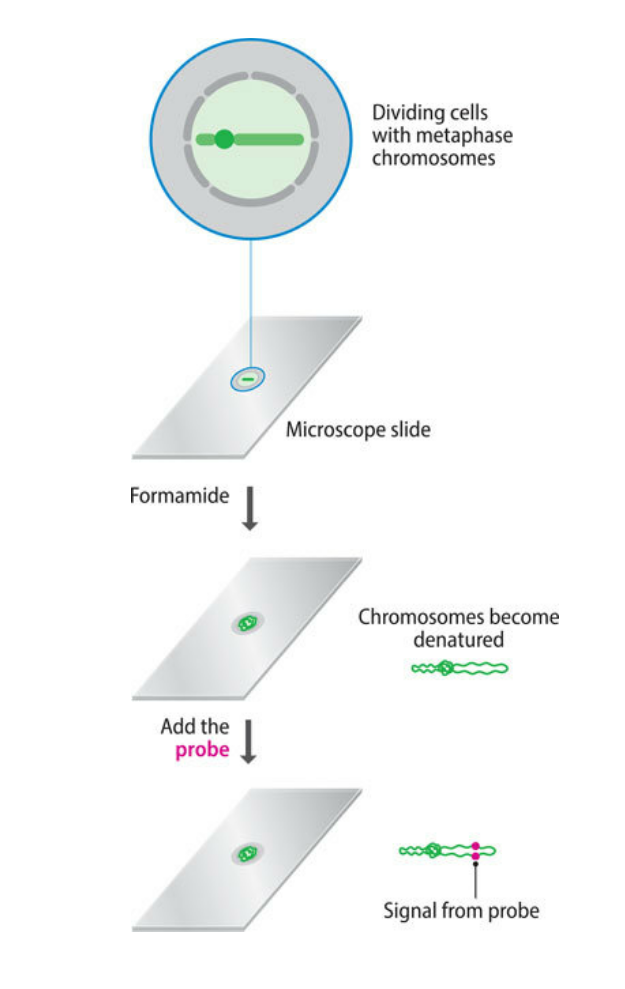 Dividing cells
with metaphase
chromosomes
Microscope slide
Formamide
Chromosomes become
denatured
Add the
probe
Signal from probe